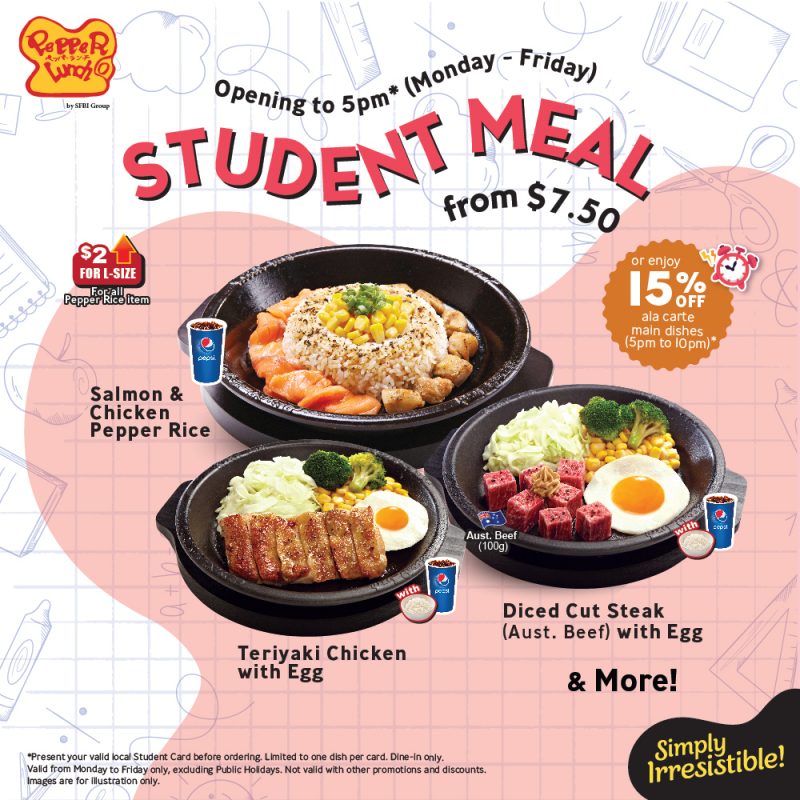 PePPeR
ペッパーランチ
Lunch
by SFBI Group
Opening to 5pm* (Monday - Friday)
STUDENT MEAL
from $7.50
$2
FOR L-SIZE
For all
Pepper Rice item
or enjoy
15%
OFF
ala carte
main dishes
(5pm to 10pm)*
pepsi
Salmon &
Chicken
Pepper Rice
Aust. Beef
(100g)
with
pepsi
with
pepsi
Diced Cut Steak
(Aust. Beef) with Egg
Teriyaki Chicken
with Egg
& More!
*Present your valid local Student Card before ordering. Limited to one dish per card. Dine-in only.
Valid from Monday to Friday only, excluding Public Holidays. Not valid with other promotions and discounts.
Images are for illustration only.
Simply
Irresistible!